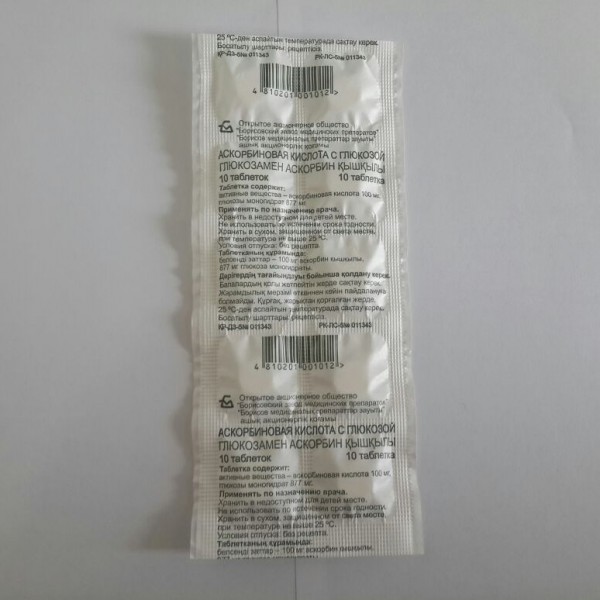 25 °С-ден аспайтын температурада сақтау керек.
Босатылу шарттары: рецептсіз.
ҚР-ДЗ-5№ 011343 РК-ЛС-5№ 011343
4 810201 001012 >
Открытое акционерное общество
"Борисовский завод медицинских препаратов"
"Борисов медициналық препараттар зауыты"
ашық акционерлік қоғамы
АСКОРБИНОВАЯ КИСЛОТА С ГЛЮКОЗОЙ
ГЛЮКОЗАМЕН АСКОРБИН ҚЫШҚЫЛЫ
10 таблеток 10 таблетка
Таблетка содержит:
активные вещества – аскорбиновая кислота 100 мг,
глюкозы моногидрат 877 мг.
Применять по назначению врача.
Хранить в недоступном для детей месте.
Не использовать по истечении срока годности.
Хранить в сухом, защищенном от света месте,
при температуре не выше 25 °С.
Условия отпуска: без рецепта.
Таблетканың құрамында:
белсенді заттар – 100 мг аскорбин қышқылы,
877 мг глюкоза моногидраты.
Дәрігердің тағайындауы бойынша қолдану керек.
Балалардың қолы жетпейтін жерде сақтау керек.
Жарамдылық мерзімі өткеннен кейін пайдалануға
болмайды. Құрғақ, жарықтан қорғалған жерде,
25 °С-ден аспайтын температурада сақтау керек.
Босатылу шарттары: рецептсіз.
ҚР-ДЗ-5№ 011343 РК-ЛС-5№ 011343
4 810201 001012 >
Открытое акционерное общество
"Борисовский завод медицинских препаратов"
"Борисов медициналық препараттар зауыты"
ашық акционерлік қоғамы
АСКОРБИНОВАЯ КИСЛОТА С ГЛЮКОЗОЙ
ГЛЮКОЗАМЕН АСКОРБИН ҚЫШҚЫЛЫ
10 таблеток 10 таблетка
Таблетка содержит:
активные вещества – аскорбиновая кислота 100 мг,
глюкозы моногидрат 877 мг.
Применять по назначению врача.
Хранить в недоступном для детей месте.
Не использовать по истечении срока годности.
Хранить в сухом, защищенном от света месте,
при температуре не выше 25 °С.
Условия отпуска: без рецепта.
Таблетканың құрамында:
белсенді заттар – 100 мг аскорбин қышқылы,